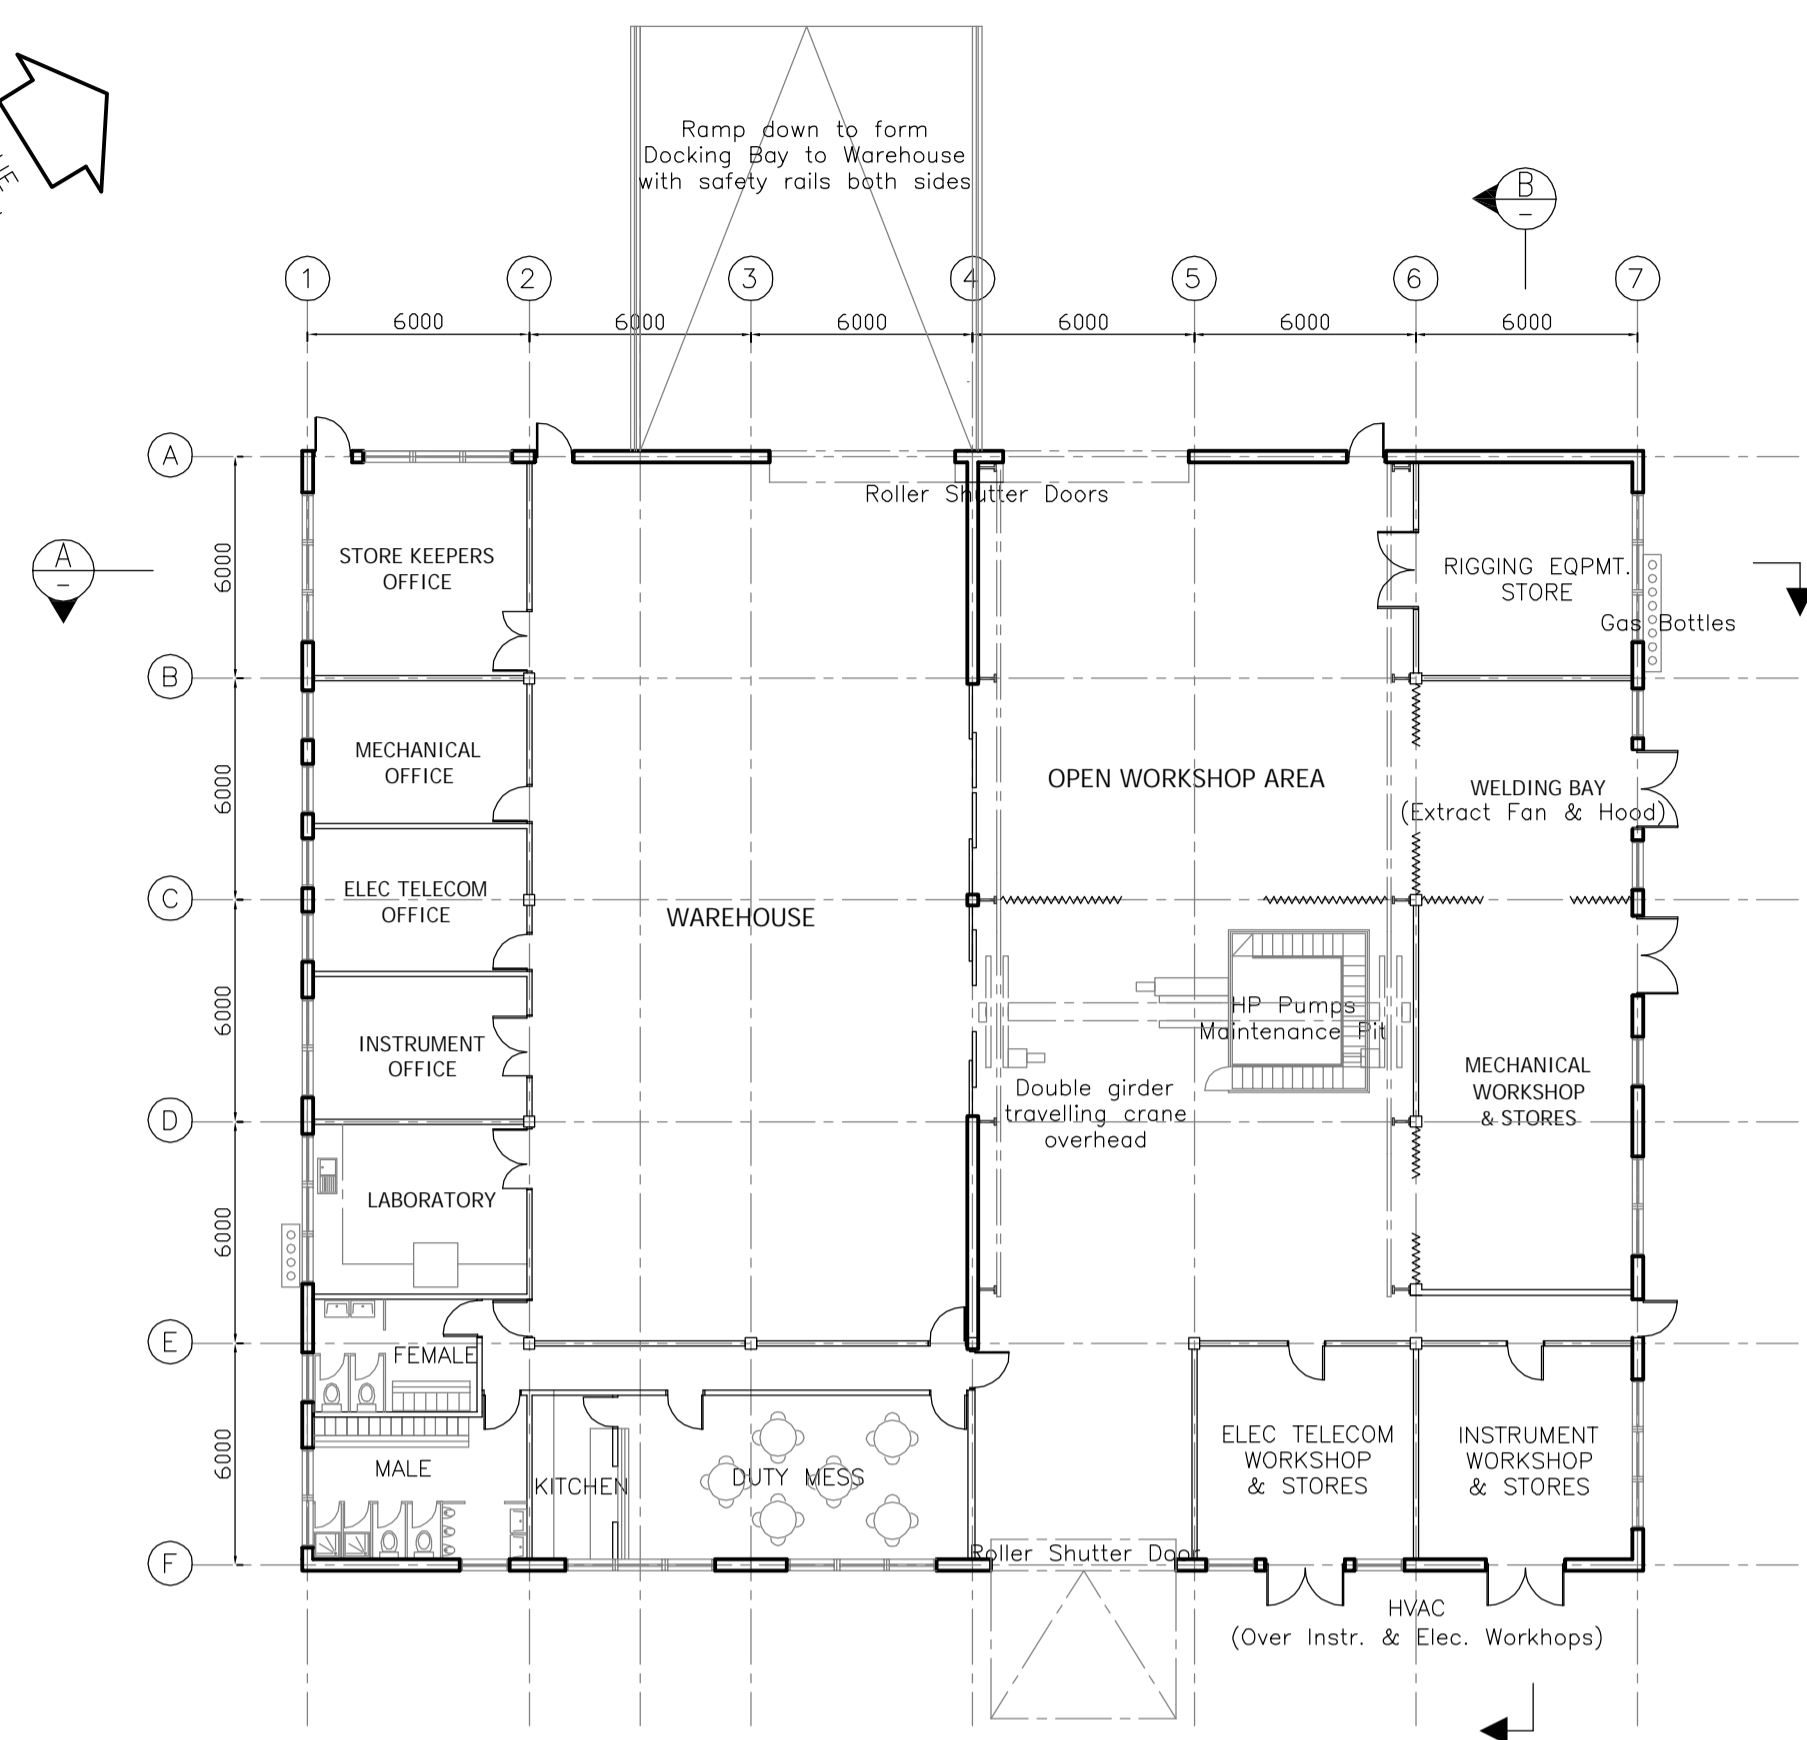 Ramp down to form
Docking Bay to Warehouse
with safety rails both sides
B
–
1
2
3
4
5
6
7
6000
6000
6000
6000
6000
6000
A
Roller Shutter Doors
A
–
6000
STORE KEEPERS
OFFICE
RIGGING EQPMT.
STORE
Gas Bottles
B
6000
MECHANICAL
OFFICE
OPEN WORKSHOP AREA
WELDING BAY
(Extract Fan & Hood)
C
ELEC TELECOM
OFFICE
WAREHOUSE
6000
INSTRUMENT
OFFICE
HP Pumps
Maintenance Pit
Double girder
travelling crane
overhead
MECHANICAL
WORKSHOP
& STORES
D
6000
LABORATORY
E
FEMALE
6000
MALE
KITCHEN
DUTY MESS
ELEC TELECOM
WORKSHOP
& STORES
INSTRUMENT
WORKSHOP
& STORES
F
Roller Shutter Door
HVAC
(Over Instr. & Elec. Workhops)